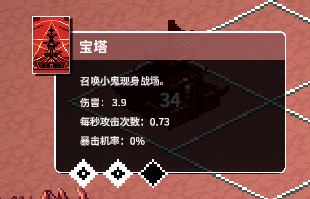 宝塔
召唤小鬼现身战场。
伤害： 3.9
34
每秒攻击次数：0.73
暴击机率：0%